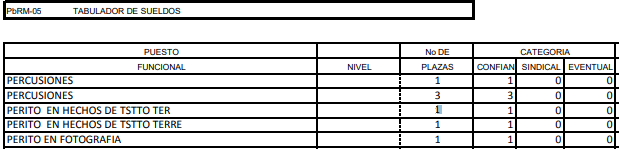 PbRM-05 TABULADOR DE SUELDOS
PUESTO No DE CATEGORIA
FUNCIONAL NIVEL PLAZAS CONFIAN SINDICAL EVENTUAL
PERCUSIONES 1 1 0 0
PERCUSIONES 3 3 0 0
PERITO EN HECHOS DE TSTTO TER 1 1 0 0
PERITO EN HECHOS DE TSTTO TERRE 1 1 0 0
PERITO EN FOTOGRAFIA 1 1 0 0